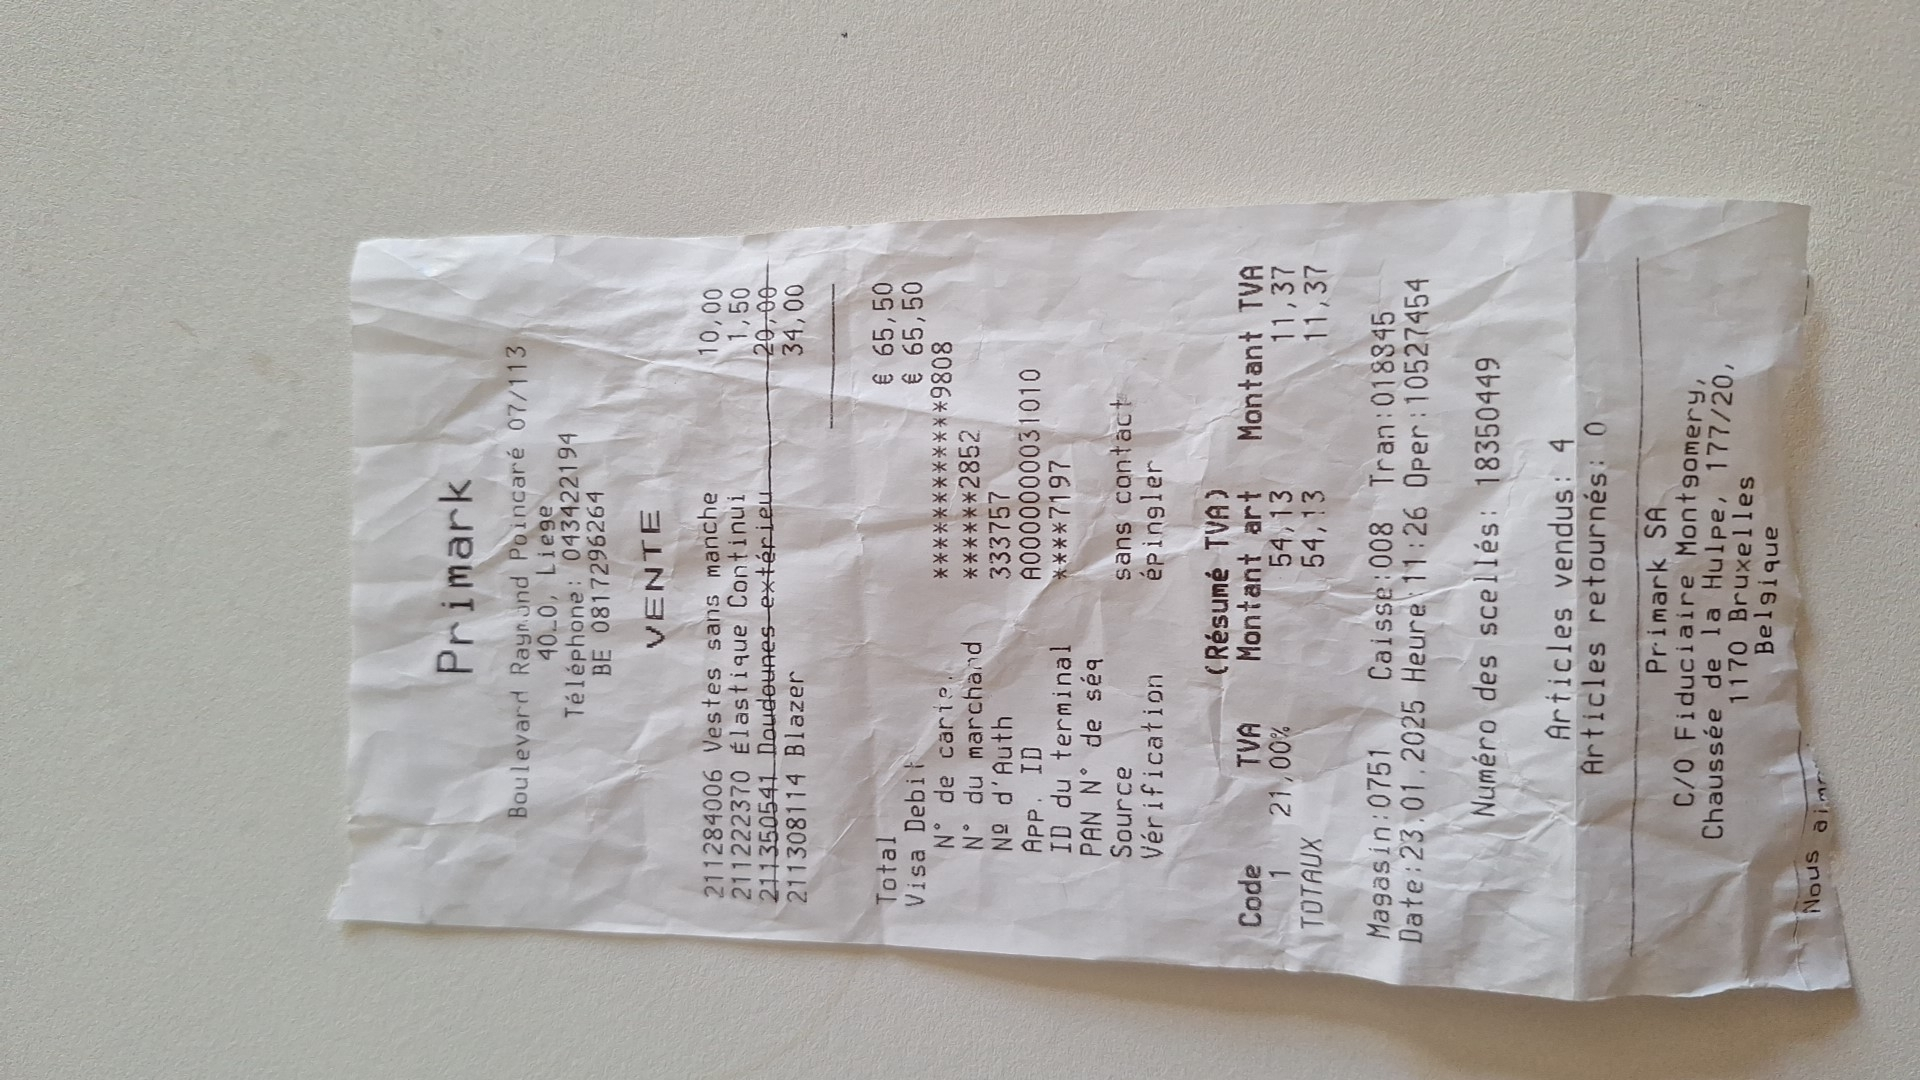 Primark
Boulevard Raymond Poincaré 07/113
40_0, Liege
Téléphone: 043422194
BE 0817296264
VENTE
2111284006 Vestes sans manche 10,00
2111222370 Élastique Continui 1,50
2111350541 Doudounes extérieu 20,00
2113108114 Blazer 34,00
Total € 65,50
Visa Debit € 65,50
N° de carte. ************9808
N° du marchand ******2852
Nº d'Auth 333757
APP. ID A0000000031010
ID du terminal ****7197
PAN N° de séq
Source sans contact
Vérification épingler
(Résumé TVA)
Code TVA Montant art Montant TVA
1 21,00% 54,13 11,37
TOTAUX 54,13 11,37
Magasin:0751 Caisse:008 Tran:018845
Date:23.01.2025 Heure:11:26 Oper:10527454
Numéro des scellés: 18350449
Articles vendus: 4
Articles retournés: 0
Primark SA
C/O Fiduciaire Montgomery,
Chaussée de la Hulpe, 177/20,
1170 Bruxelles
Belgique
Nous